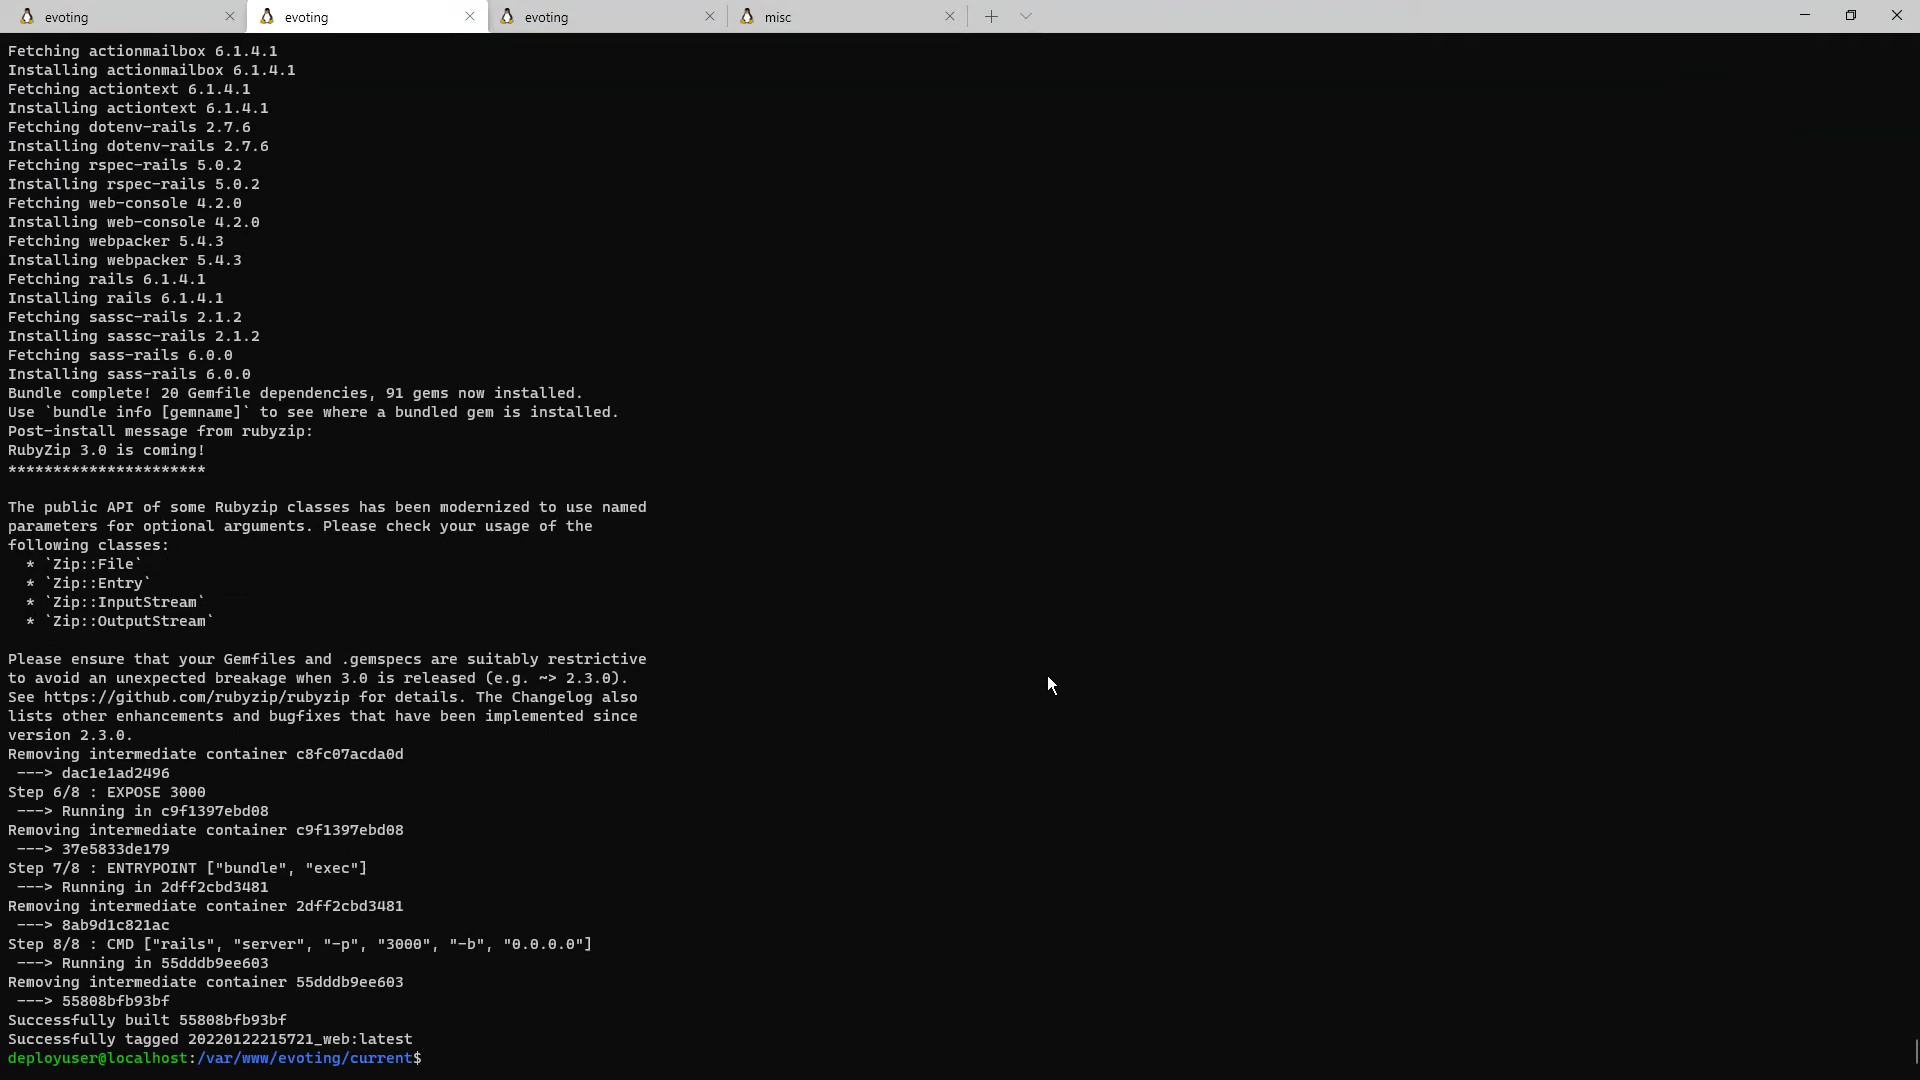 evoting evoting evoting misc
Fetching actionmailbox 6.1.4.1
Installing actionmailbox 6.1.4.1
Fetching actiontext 6.1.4.1
Installing actiontext 6.1.4.1
Fetching dotenv-rails 2.7.6
Installing dotenv-rails 2.7.6
Fetching rspec-rails 5.0.2
Installing rspec-rails 5.0.2
Fetching web-console 4.2.0
Installing web-console 4.2.0
Fetching webpacker 5.4.3
Installing webpacker 5.4.3
Fetching rails 6.1.4.1
Installing rails 6.1.4.1
Fetching sassc-rails 2.1.2
Installing sassc-rails 2.1.2
Fetching sass-rails 6.0.0
Installing sass-rails 6.0.0
Bundle complete! 20 Gemfile dependencies, 91 gems now installed.
Use `bundle info [gemname]` to see where a bundled gem is installed.
Post-install message from rubyzip:
RubyZip 3.0 is coming!
**********************
The public API of some Rubyzip classes has been modernized to use named
parameters for optional arguments. Please check your usage of the
following classes:
  * `Zip::File`
  * `Zip::Entry`
  * `Zip::InputStream`
  * `Zip::OutputStream`
Please ensure that your Gemfiles and .gemspecs are suitably restrictive
to avoid an unexpected breakage when 3.0 is released (e.g. ~> 2.3.0).
See https://github.com/rubyzip/rubyzip for details. The Changelog also
lists other enhancements and bugfixes that have been implemented since
version 2.3.0.
Removing intermediate container c8fc07acda0d
 ---> dac1e1ad2496
Step 6/8 : EXPOSE 3000
 ---> Running in c9f1397ebd08
Removing intermediate container c9f1397ebd08
 ---> 37e5833de179
Step 7/8 : ENTRYPOINT ["bundle", "exec"]
 ---> Running in 2dff2cbd3481
Removing intermediate container 2dff2cbd3481
 ---> 8ab9d1c821ac
Step 8/8 : CMD ["rails", "server", "-p", "3000", "-b", "0.0.0.0"]
 ---> Running in 55dddb9ee603
Removing intermediate container 55dddb9ee603
 ---> 55808bfb93bf
Successfully built 55808bfb93bf
Successfully tagged 20220122215721_web:latest
deployuser@localhost:/var/www/evoting/current$